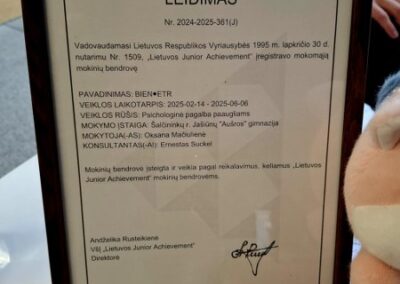 LEIDIMAS
Nr. 2024-2025-361(J)
Vadovaudamasi Lietuvos Respublikos Vyriausybės 1995 m. lapkričio 30 d.
nutarimu Nr. 1509, „Lietuvos Junior Achievement" įregistravo mokomąją
mokinių bendrovę
PAVADINIMAS: BIEN•ETR
VEIKLOS LAIKOTARPIS: 2025-02-14 - 2025-06-06
VEIKLOS RŪŠIS: Psichologinė pagalba paaugliams
MOKYMO ĮSTAIGA: Šalčininkų r. Jašiūnų "Aušros" gimnazija
MOKYTOJA(-AS): Oksana Mačiulienė
KONSULTANTAS(-AI): Ernestas Suckel
Mokinių bendrovė įsteigta ir veikia pagal reikalavimus, keliamus „Lietuvos
Junior Achievement" mokinių bendrovėms.
Andželika Rusteikienė
VšĮ „Lietuvos Junior Achievement"
Direktorė